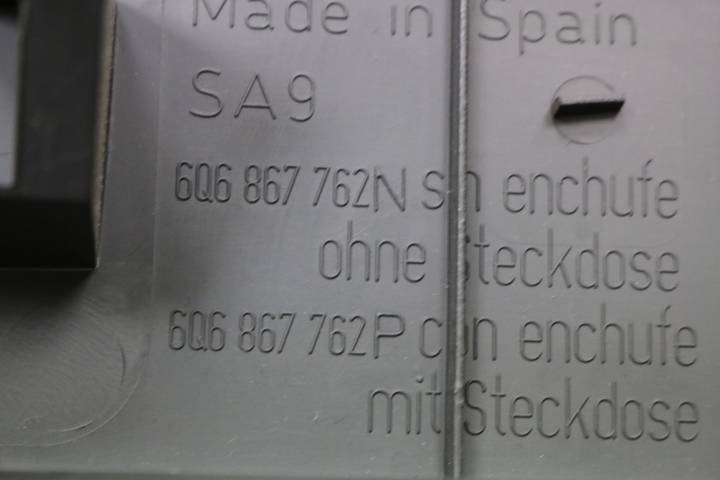 Made in Spain
SA9
6Q6 867 762N sin enchufe
ohne Steckdose
6Q6 867 762P con enchufe
mit Steckdose